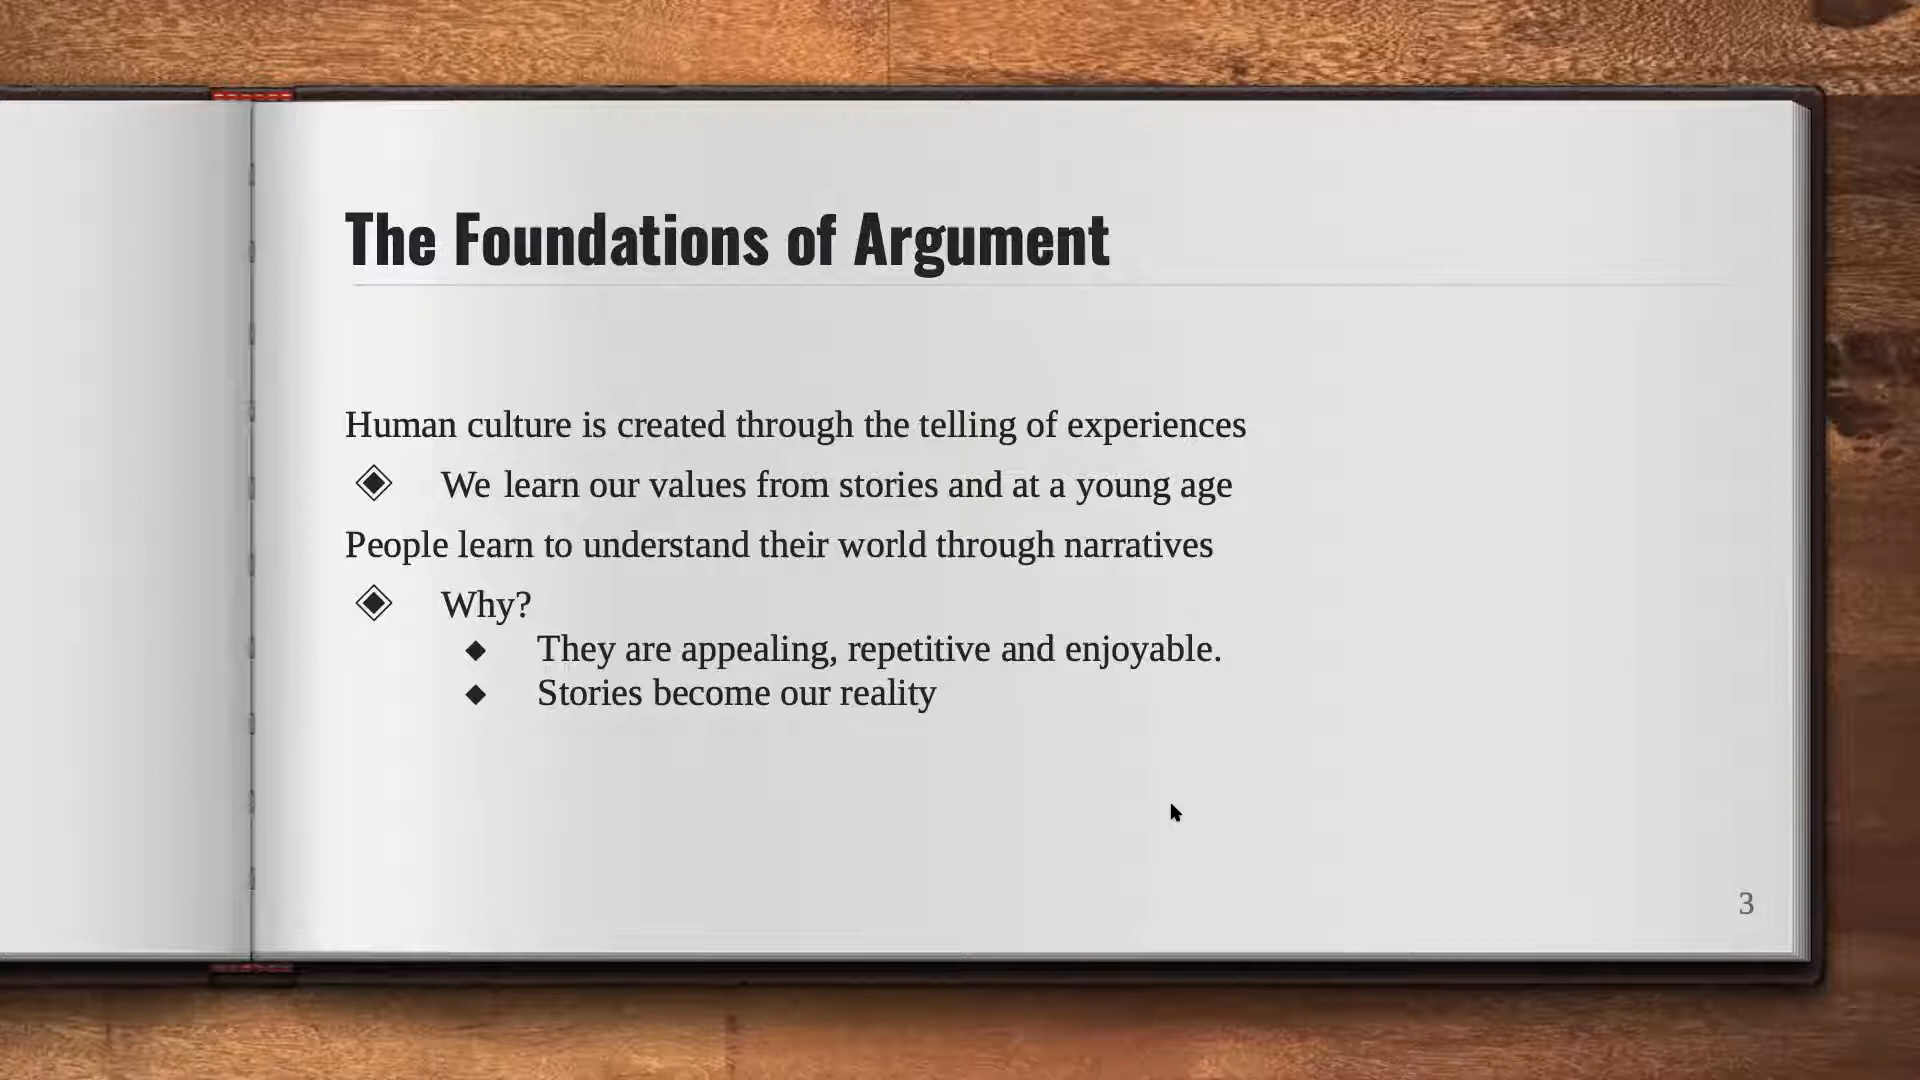 The Foundations of Argument
Human culture is created through the telling of experiences
We learn our values from stories and at a young age
People learn to understand their world through narratives
Why?
They are appealing, repetitive and enjoyable.
Stories become our reality
3